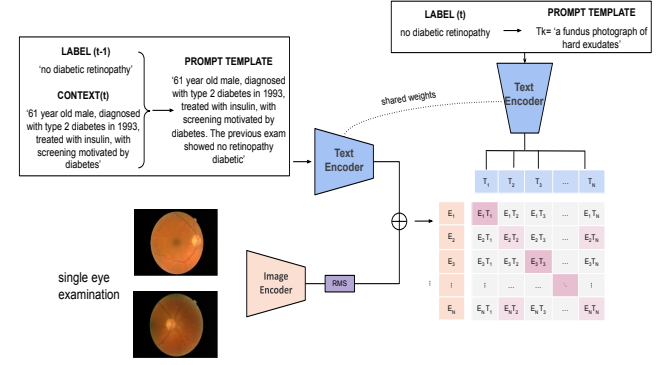 LABEL (t)
no diabetic retinopathy
PROMPT TEMPLATE
Tk= ‘a fundus photograph of
hard exudates’
LABEL (t-1)
‘no diabetic retinopathy’
CONTEXT(t)
‘61 year old male, diagnosed
with type 2 diabetes in 1993,
treated with insulin, with
screening motivated by
diabetes’
PROMPT TEMPLATE
‘61 year old male, diagnosed
with type 2 diabetes in 1993,
treated with insulin, with
screening motivated by
diabetes. The previous exam
showed no retinopathy
diabetic’
shared weights
Text
Encoder
Text
Encoder
single eye
examination
Image
Encoder
RMS
T1 T2 T3 ... TN
E1 E1T1 E1T2 E1T3 ... E1TN
E2 E2T1 E2T2 E2T3 ... E2TN
E3 E3T1 E3T2 E3T3 ... E3TN
⋮ ⋮ ⋮ ... ... ⋱ ⋮
EN ENT1 ENT2 ENT3 ... ENTN